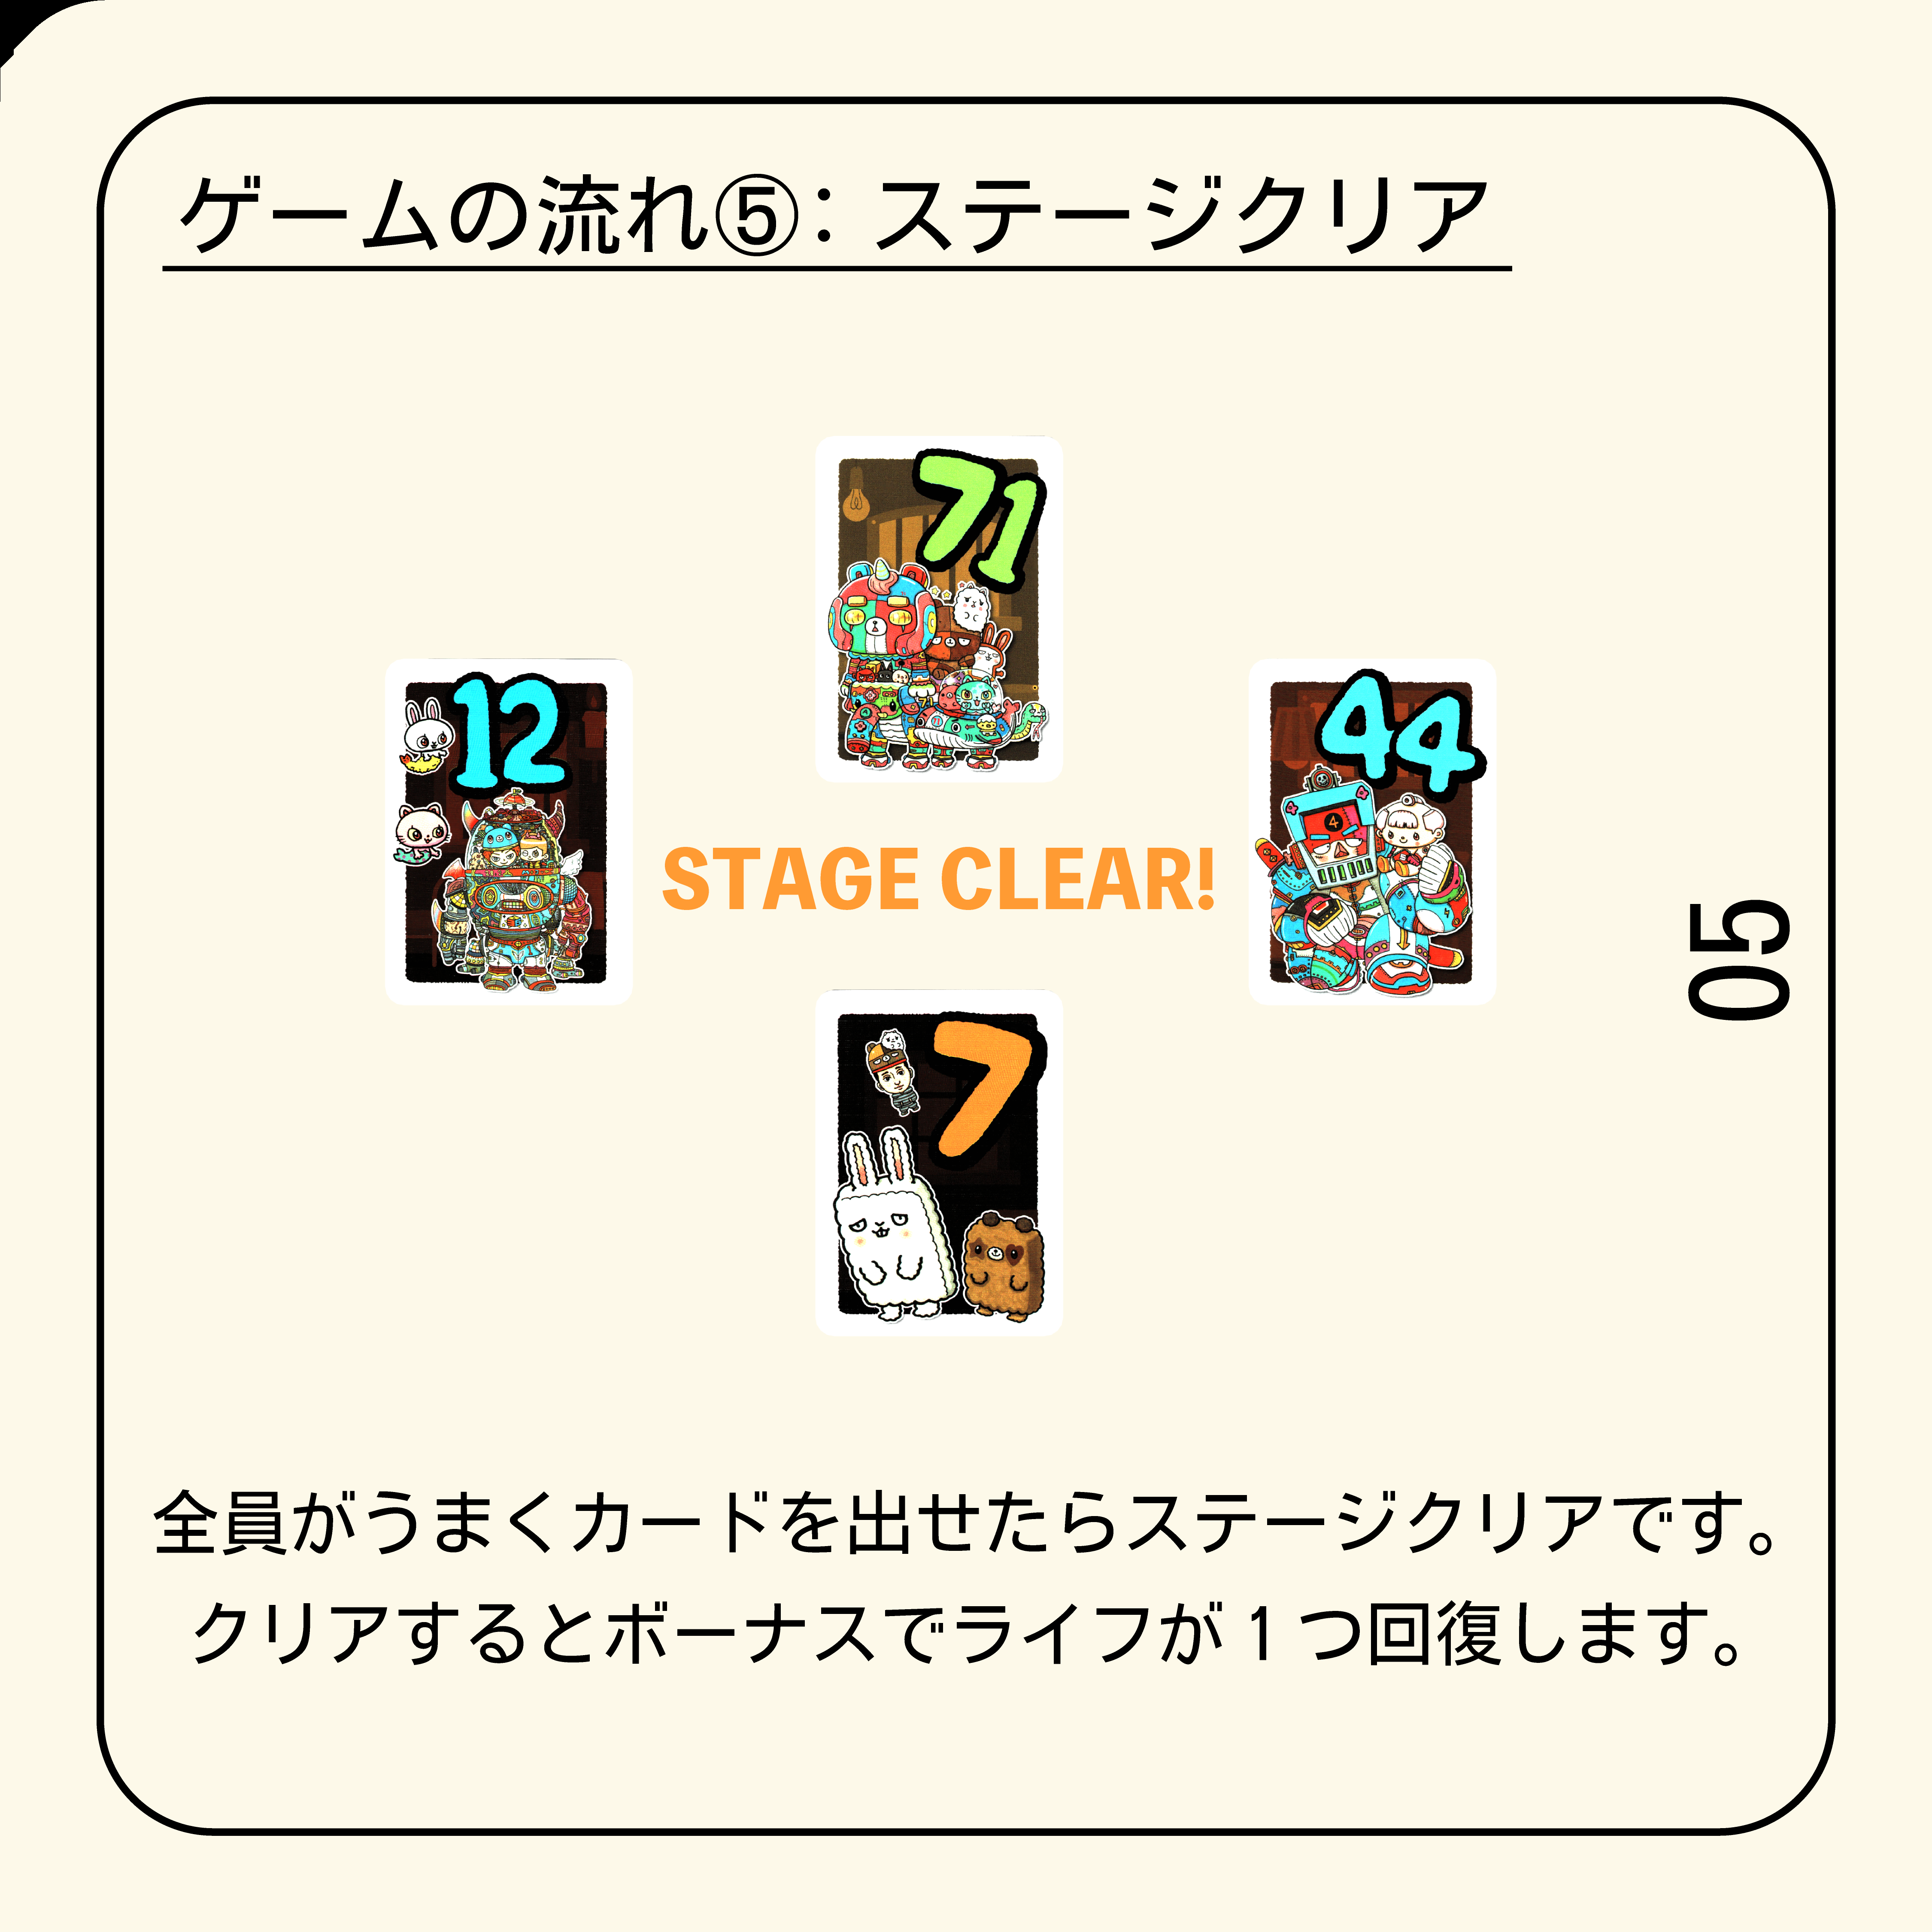 ゲームの流れ⑤：ステージクリア
71
12
44
STAGE CLEAR!
05
7
全員がうまくカードを出せたらステージクリアです。
クリアするとボーナスでライフが1つ回復します。